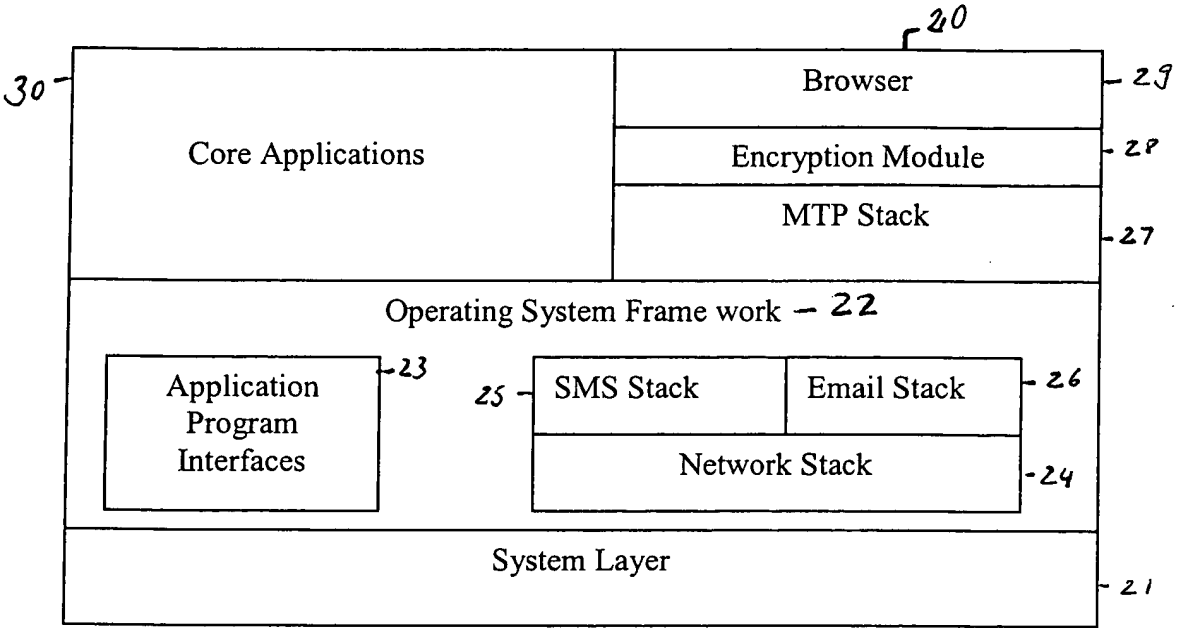 20
30
Browser
29
Core Applications
Encryption Module
28
MTP Stack
27
Operating System Frame work - 22
Application
Program
Interfaces
23
25
SMS Stack
Email Stack
26
Network Stack
24
System Layer
21